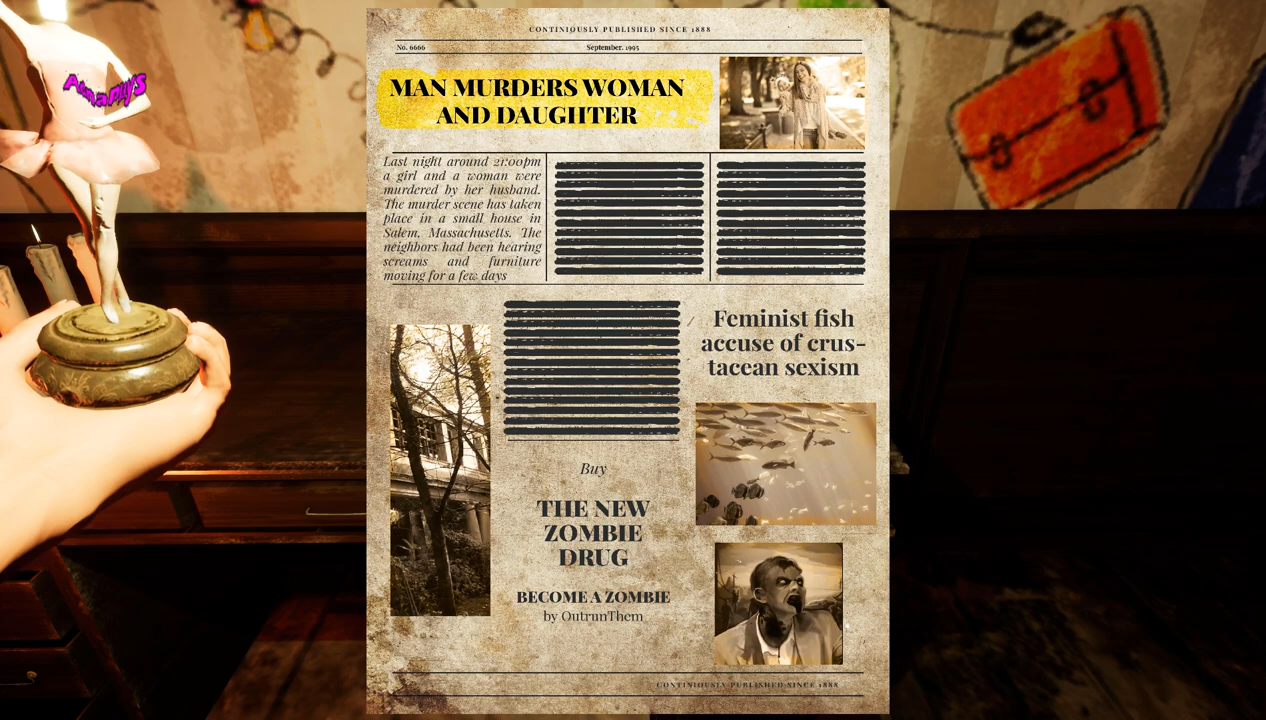 CONTINIOUSLY PUBLISHED SINCE 1888
No. 6666
September. 1995
MAN MURDERS WOMAN
AND DAUGHTER
Last night around 21:00pm
a girl and a woman were
murdered by her husband.
The murder scene has taken
place in a small house in
Salem, Massachusetts. The
neighbors had been hearing
screams and furniture
moving for a few days
Feminist fish
accuse of crus-
tacean sexism
Buy
THE NEW
ZOMBIE
DRUG
BECOME A ZOMBIE
by OutrunThem
CONTINIOUSLY PUBLISHED SINCE 1888